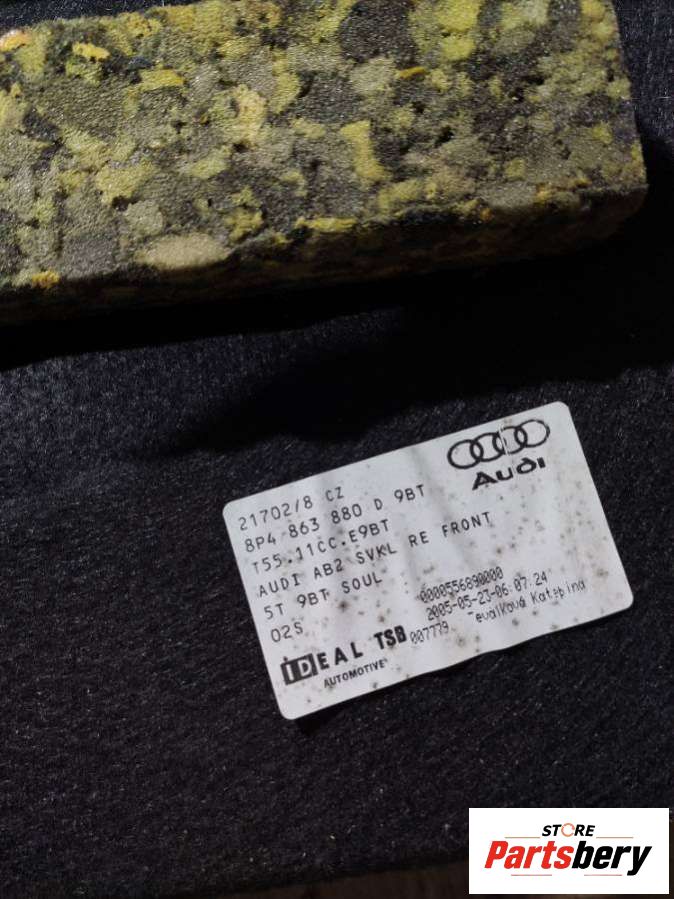 Audi
21702/8 CZ
8P4 863 880 D 9BT
T55.11CC.E9BT
AUDI AB2 SVKL RE FRONT
5T 9BT SOUL
02S
0000556890000
2005-05-23-06.07.24
007779
IDEAL TSB
AUTOMOTIVE
STORE
Partsbery